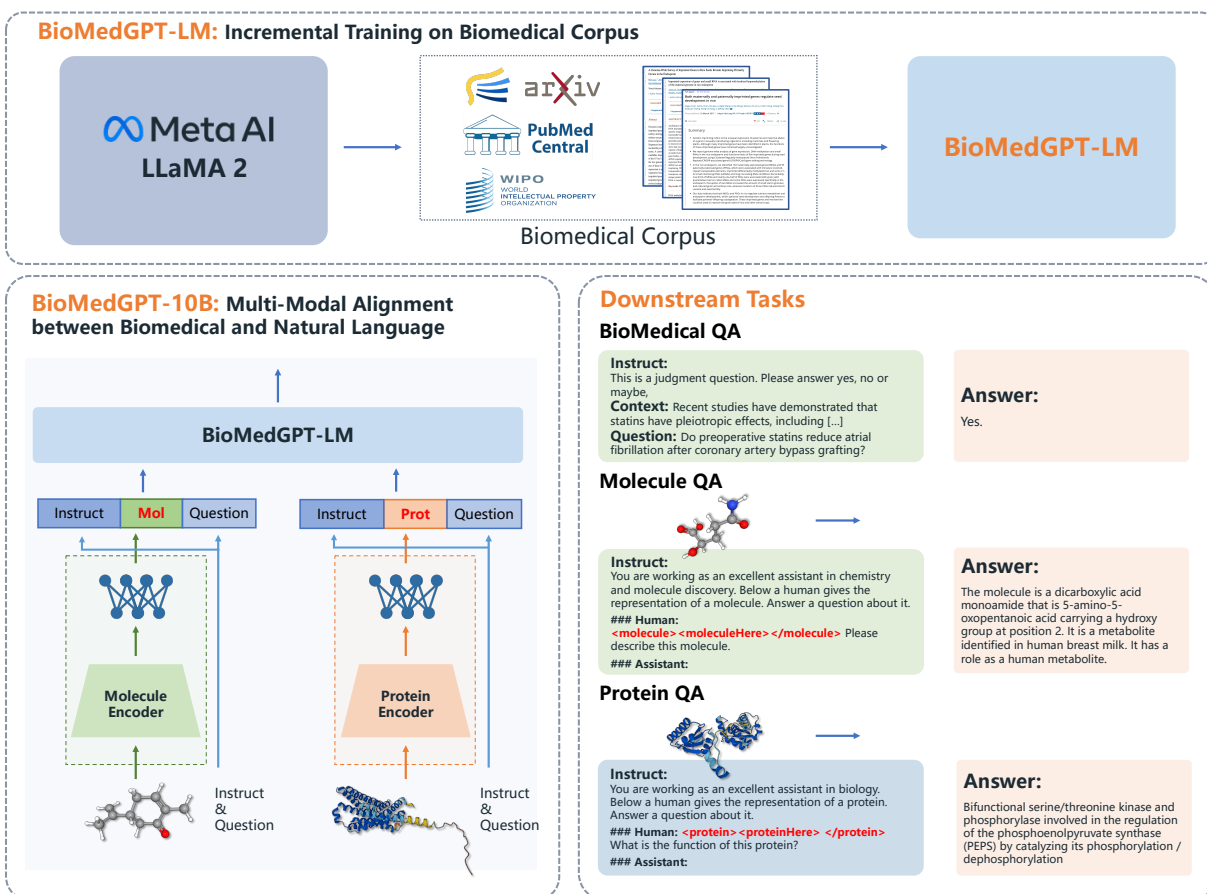 BioMedGPT-LM: Incremental Training on Biomedical Corpus
Meta AI
LLaMA 2
arXiv
PubMed
Central
WIPO
WORLD
INTELLECTUAL PROPERTY
ORGANIZATION
Summary
Biomedical Corpus
BioMedGPT-LM
BioMedGPT-10B: Multi-Modal Alignment
between Biomedical and Natural Language
BioMedGPT-LM
Instruct Mol Question
Instruct Prot Question
Molecule
Encoder
Protein
Encoder
Instruct
&
Question
Instruct
&
Question
Downstream Tasks
BioMedical QA
Instruct:
This is a judgment question. Please answer yes, no or
maybe,
Context: Recent studies have demonstrated that
statins have pleiotropic effects, including [...]
Question: Do preoperative statins reduce atrial
fibrillation after coronary artery bypass grafting?
Answer:
Yes.
Molecule QA
Instruct:
You are working as an excellent assistant in chemistry
and molecule discovery. Below a human gives the
representation of a molecule. Answer a question about it.
### Human:
<molecule><moleculeHere></molecule> Please
describe this molecule.
### Assistant:
Answer:
The molecule is a dicarboxylic acid
monoamide that is 5-amino-5-
oxopentanoic acid carrying a hydroxy
group at position 2. It is a metabolite
identified in human breast milk. It has a
role as a human metabolite.
Protein QA
Instruct:
You are working as an excellent assistant in biology.
Below a human gives the representation of a protein.
Answer a question about it.
### Human: <protein><proteinHere> </protein>
What is the function of this protein?
### Assistant:
Answer:
Bifunctional serine/threonine kinase and
phosphorylase involved in the regulation
of the phosphoenolpyruvate synthase
(PEPS) by catalyzing its phosphorylation /
dephosphorylation